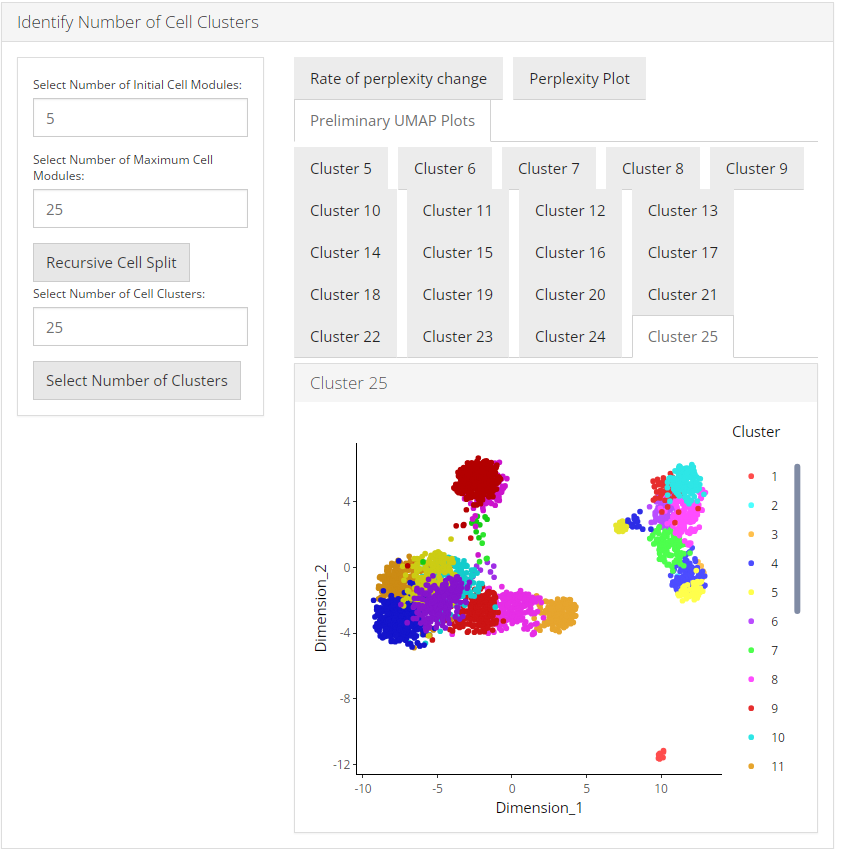 Identify Number of Cell Clusters
Select Number of Initial Cell Modules:
5
Select Number of Maximum Cell
Modules:
25
Recursive Cell Split
Select Number of Cell Clusters:
25
Select Number of Clusters
Rate of perplexity change
Perplexity Plot
Preliminary UMAP Plots
Cluster 5
Cluster 6
Cluster 7
Cluster 8
Cluster 9
Cluster 10
Cluster 11
Cluster 12
Cluster 13
Cluster 14
Cluster 15
Cluster 16
Cluster 17
Cluster 18
Cluster 19
Cluster 20
Cluster 21
Cluster 22
Cluster 23
Cluster 24
Cluster 25
Cluster 25
Cluster
1
2
3
4
5
6
7
8
9
10
11
4
0
-4
-8
-12
Dimension_2
-10
-5
0
5
10
Dimension_1